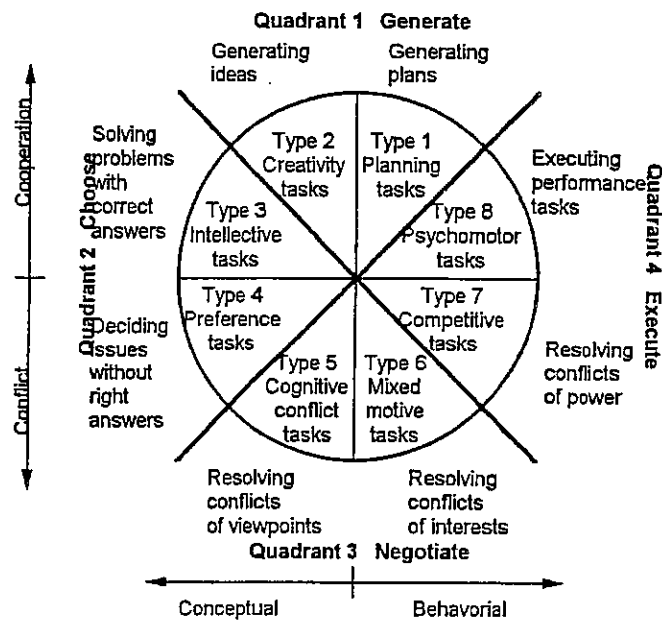 Quadrant 1 Generate
Generating
ideas
Generating
plans
Cooperation
Conflict
Quadrant 2 Choose
Solving
problems
with
correct
answers
Deciding
issues
without
right
answers
Type 2
Creativity
tasks
Type 1
Planning
tasks
Type 3
Intellective
tasks
Type 8
Psychomotor
tasks
Type 4
Preference
tasks
Type 7
Competitive
tasks
Type 5
Cognitive
conflict
tasks
Type 6
Mixed
motive
tasks
Executing
performance
tasks
Resolving
conflicts
of power
Quadrant 4 Execute
Resolving
conflicts
of viewpoints
Resolving
conflicts
of interests
Quadrant 3 Negotiate
Conceptual
Behavorial